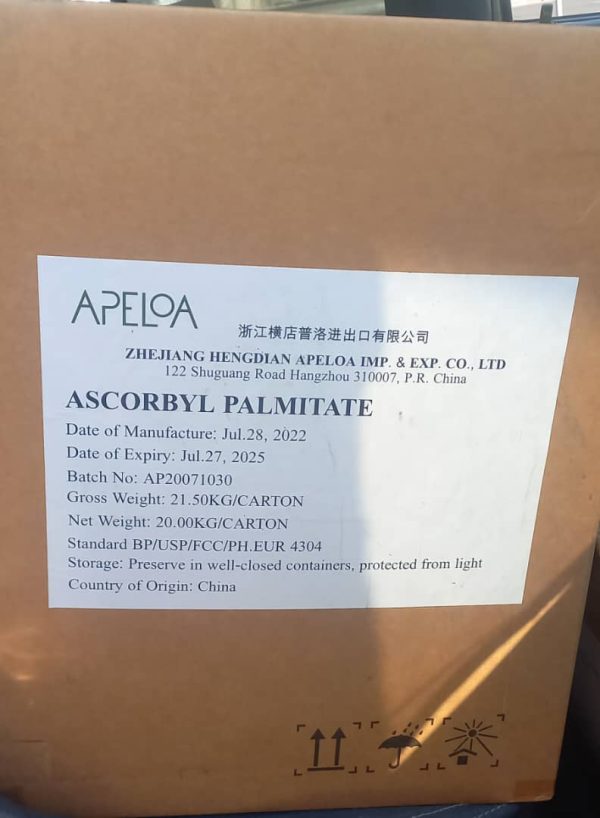 APELOA
浙江横店普洛进出口有限公司
ZHEJIANG HENGDIAN APELOA IMP. & EXP. CO., LTD
122 Shuguang Road Hangzhou 310007, P.R. China
ASCORBYL PALMITATE
Date of Manufacture: Jul.28, 2022
Date of Expiry: Jul.27, 2025
Batch No: AP20071030
Gross Weight: 21.50KG/CARTON
Net Weight: 20.00KG/CARTON
Standard BP/USP/FCC/PH.EUR 4304
Storage: Preserve in well-closed containers, protected from light
Country of Origin: China